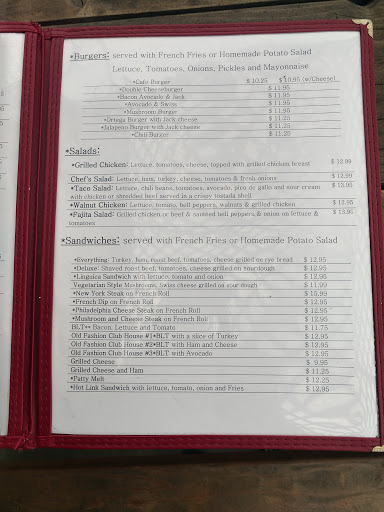 •Burgers: served with French Fries or Homemade Potato Salad
Lettuce, Tomatoes, Onions, Pickles and Mayonnaise
•Cafe Burger $ 10.25 $10.95 (w/Cheese)
•Double Cheeseburger $ 11.95
•Bacon Avocado & Jack $ 11.95
•Avocado & Swiss $ 11.95
•Mushroom Burger $ 11.95
•Ortega Burger with Jack cheese $ 11.25
•Jalapeno Burger with Jack cheese $ 11.25
•Chili Burger $ 11.25
•Salads:
•Grilled Chicken: Lettuce, tomatoes, cheese, topped with grilled chicken breast $ 12.99
Chef's Salad: Lettuce, ham, turkey, cheese, tomatoes & fresh onions $ 12.99
•Taco Salad: Lettuce, chili beans, tomatoes, avocado, pico de gallo and sour cream $ 12.95
with chicken or shredded beef served in a crispy tostada shell
•Walnut Chicken: Lettuce, tomato, bell peppers, walnuts & grilled chicken $ 12.95
•Fajita Salad: Grilled chicken or beef & sauteed bell peppers, & onion on lettuce & $ 13.95
tomatoes
•Sandwiches: served with French Fries or Homemade Potato Salad
•Everything: Turkey, ham, roast beef, tomatoes, cheese grilled on rye bread $ 12.95
•Deluxe: Shaved roast beef, tomatoes, cheese grilled on sourdough $ 12.95
•Linguica Sandwich with lettuce, tomato and onion $ 12.95
Vegetarian Style Mushrooms, Swiss cheese grilled on sour dough $ 11.99
•New York Steak on French Roll $ 15.99
•French Dip on French Roll
•Philadelphia Cheese Steak on French Roll $ 12.95
•Mushroom and Cheese Steak on French Roll $ 12.95
BLT** Bacon, Lettuce and Tomato $ 11.75
Old Fashion Club House #1•BLT with a slice of Turkey $ 12.95
Old Fashion Club House #2•BLT with Ham and Cheese $ 12.95
Old Fashion Club House #3•BLT with Avocado $ 12.95
Grilled Cheese $ 9.95
Grilled Cheese and Ham $ 11.25
•Patty Melt $ 12.25
•Hot Link Sandwich with lettuce, tomato, onion and Fries $ 12.95